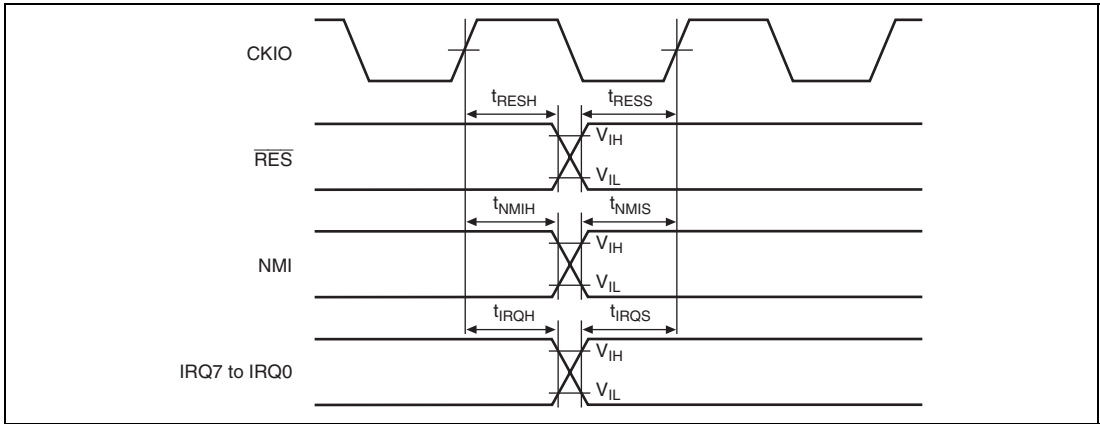 CKIO
tRESH tRESS
RES
VIH
VIL
tNMIH tNMIS
VIH
NMI
VIL
tIRQH tIRQS
VIH
IRQ7 to IRQ0
VIL